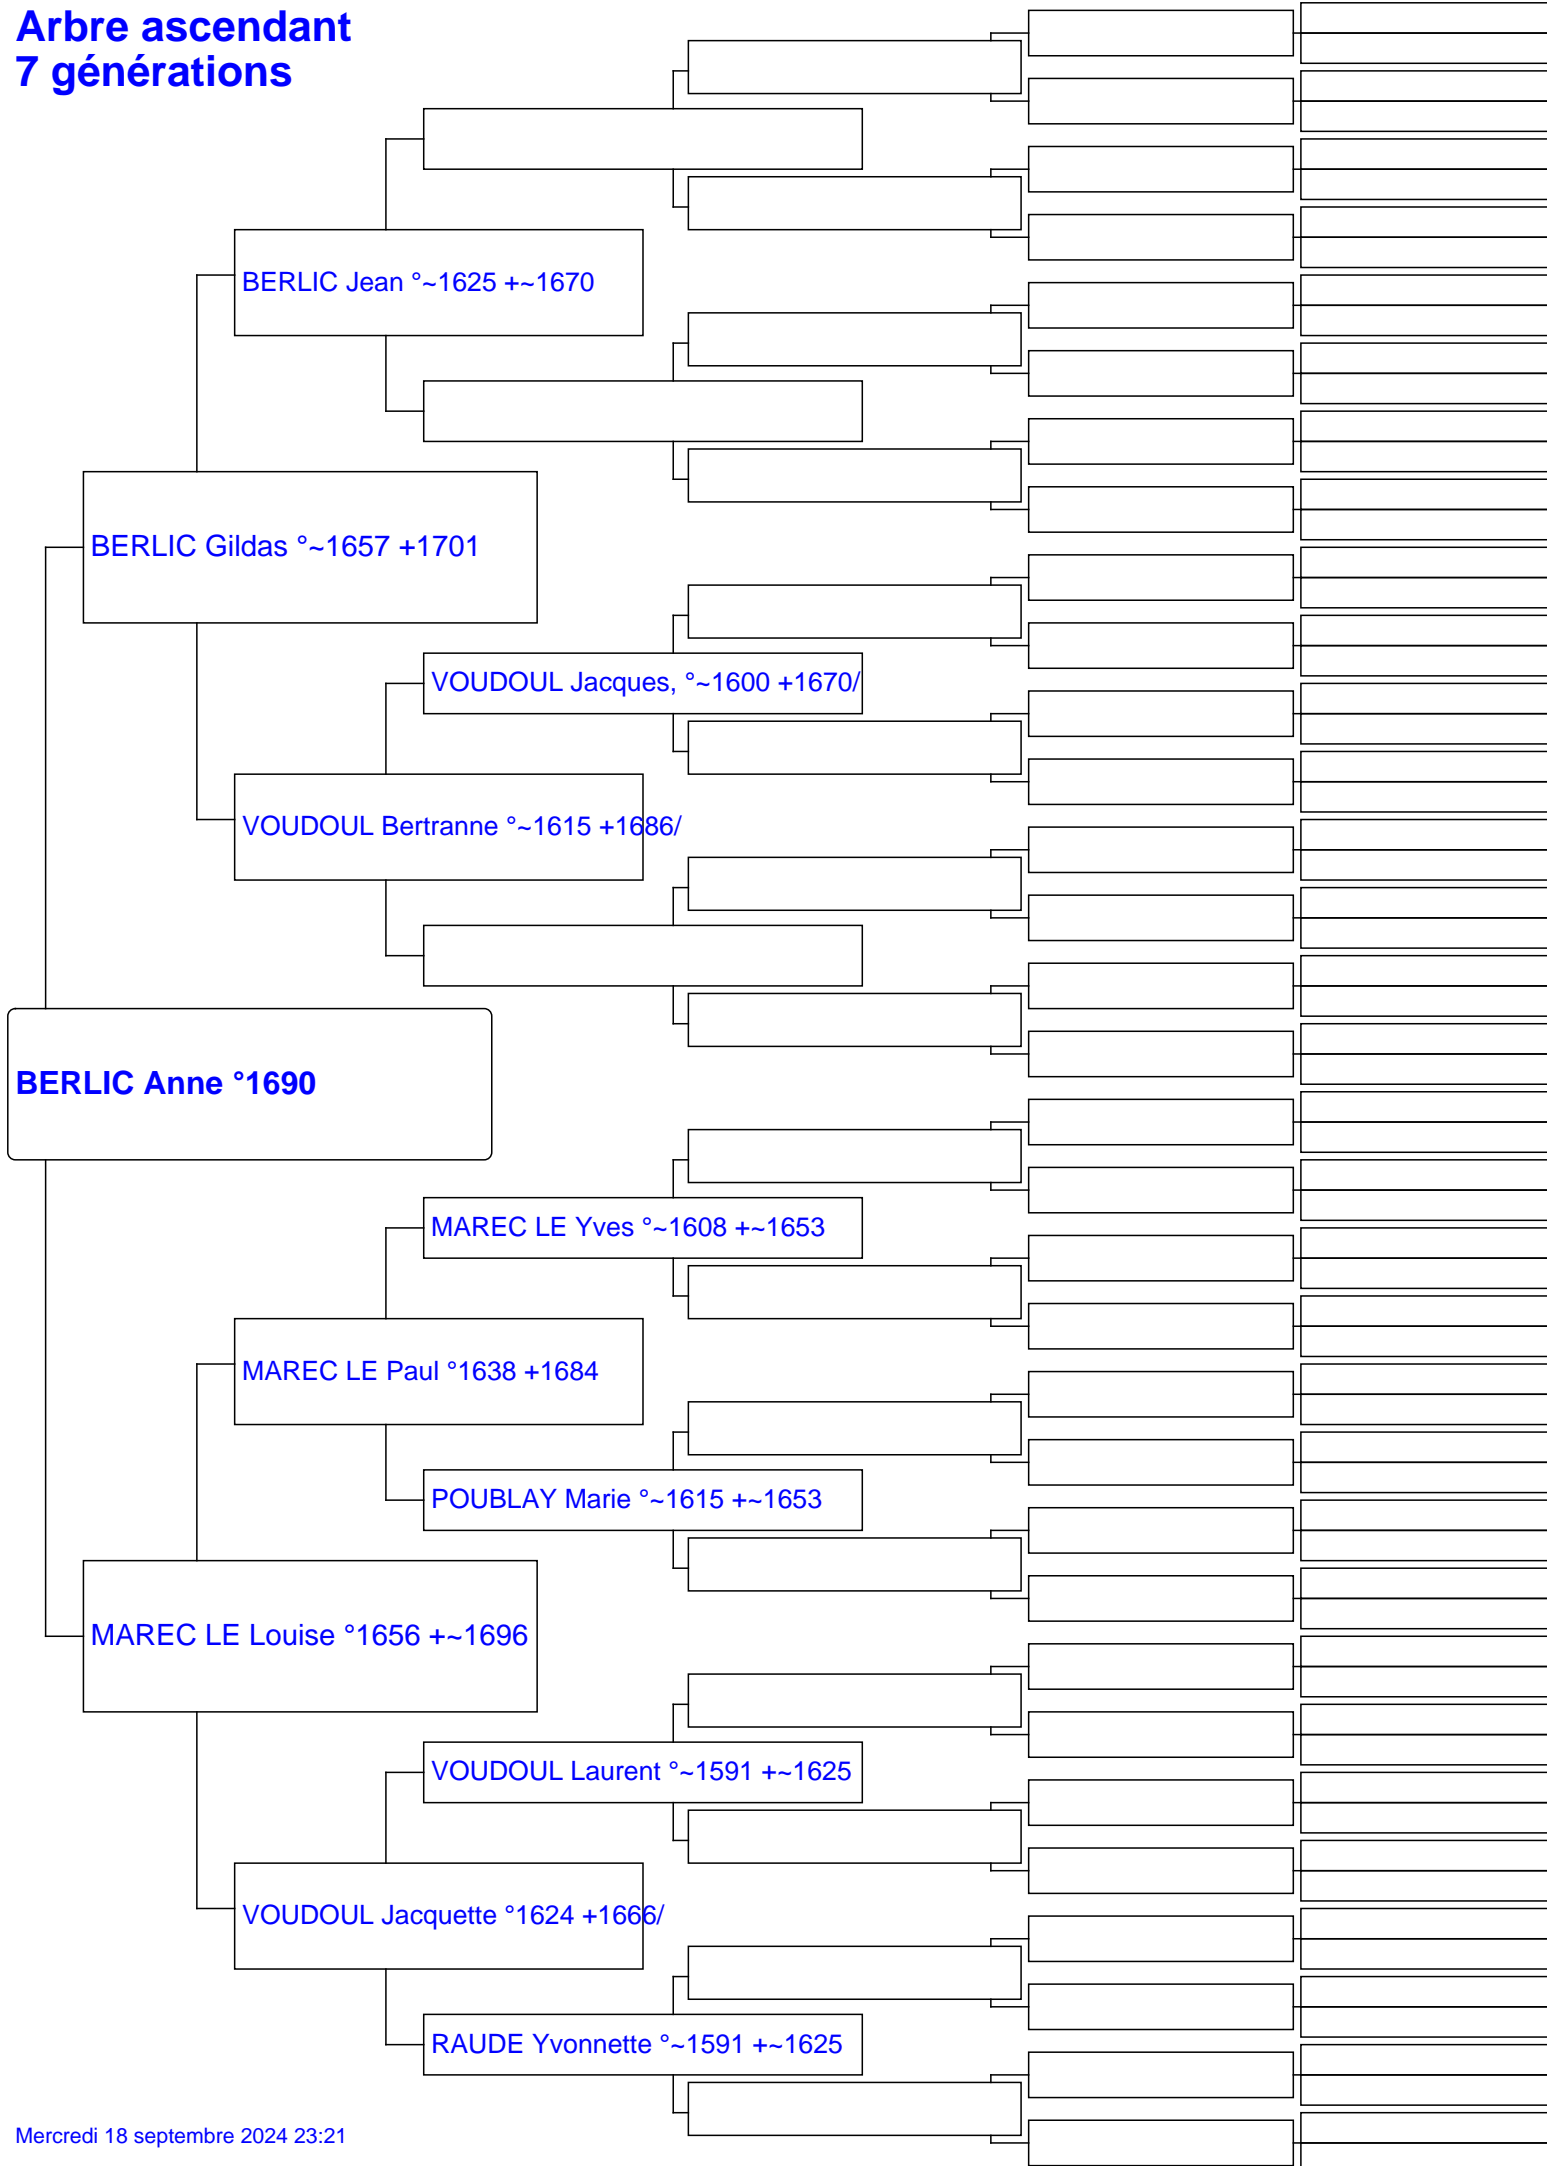 Arbre ascendant
7 générations
BERLIC Jean °~1625 +~1670
BERLIC Gildas °~1657 +1701
VOUDOUL Jacques, °~1600 +1670/
VOUDOUL Bertranne °~1615 +1686/
BERLIC Anne °1690
MAREC LE Yves °~1608 +~1653
MAREC LE Paul °1638 +1684
POUBLAY Marie °~1615 +~1653
MAREC LE Louise °1656 +~1696
VOUDOUL Laurent °~1591 +~1625
VOUDOUL Jacquette °1624 +1666/
RAUDE Yvonnette °~1591 +~1625
Mercredi 18 septembre 2024 23:21